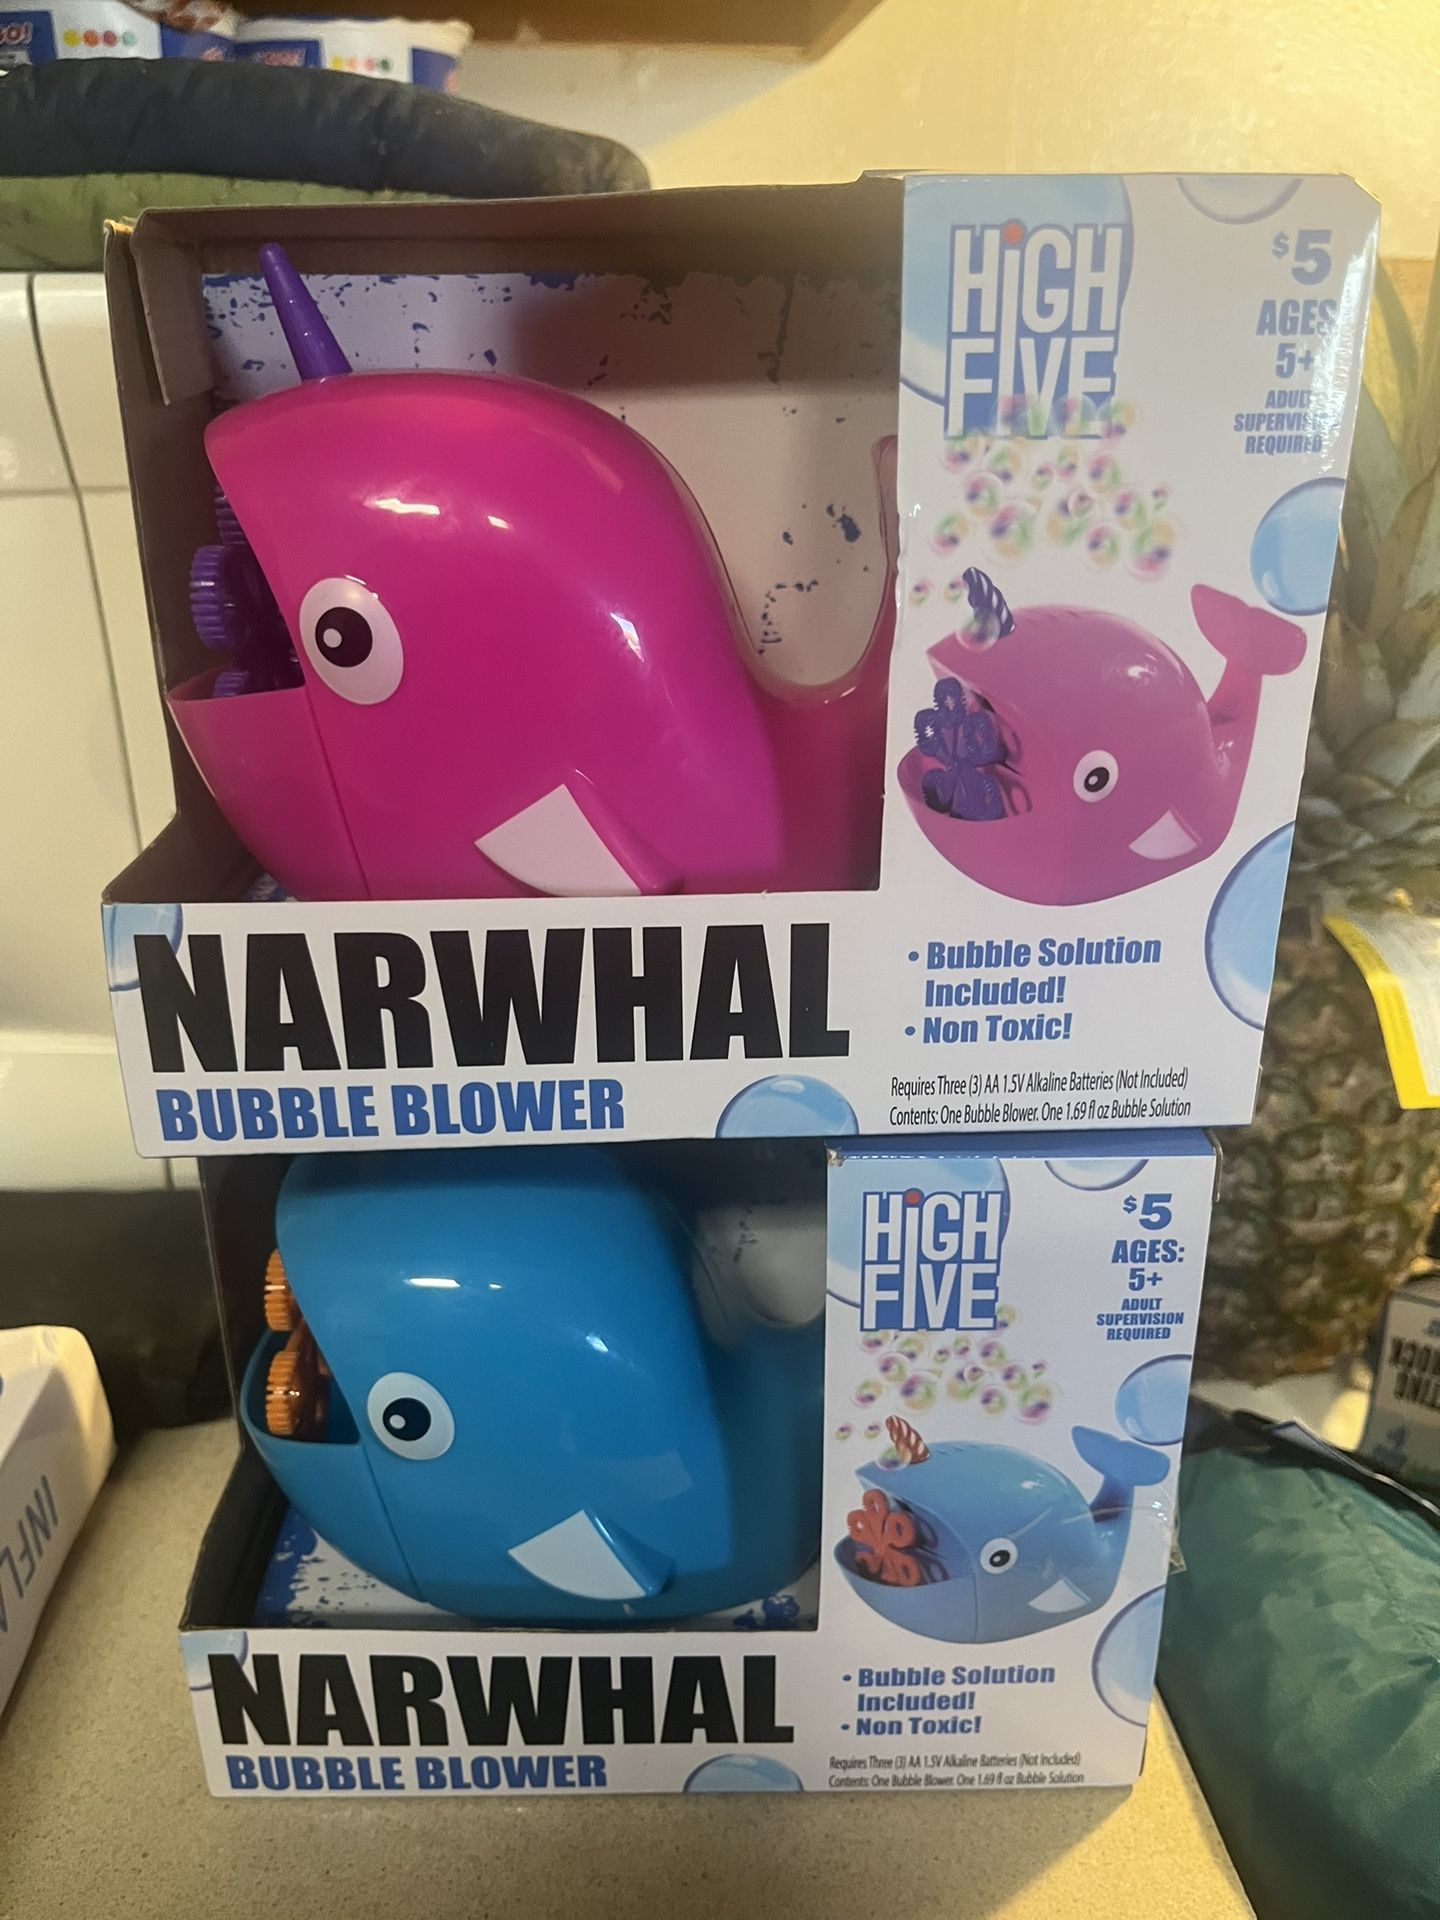 HiGH
FIVE
$5
AGES
5+
ADULT
SUPERVISION
REQUIRED
NARWHAL
BUBBLE BLOWER
• Bubble Solution
Included!
• Non Toxic!
Requires Three (3) AA 1.5V Alkaline Batteries (Not Included)
Contents: One Bubble Blower. One 1.69 fl oz Bubble Solution
HiGH
FIVE
$5
AGES:
5+
ADULT
SUPERVISION
REQUIRED
NARWHAL
BUBBLE BLOWER
• Bubble Solution
Included!
• Non Toxic!
Requires Three (3) AA 1.5V Alkaline Batteries (Not Included)
Contents: One Bubble Blower. One 1.69 fl oz Bubble Solution
INFLA